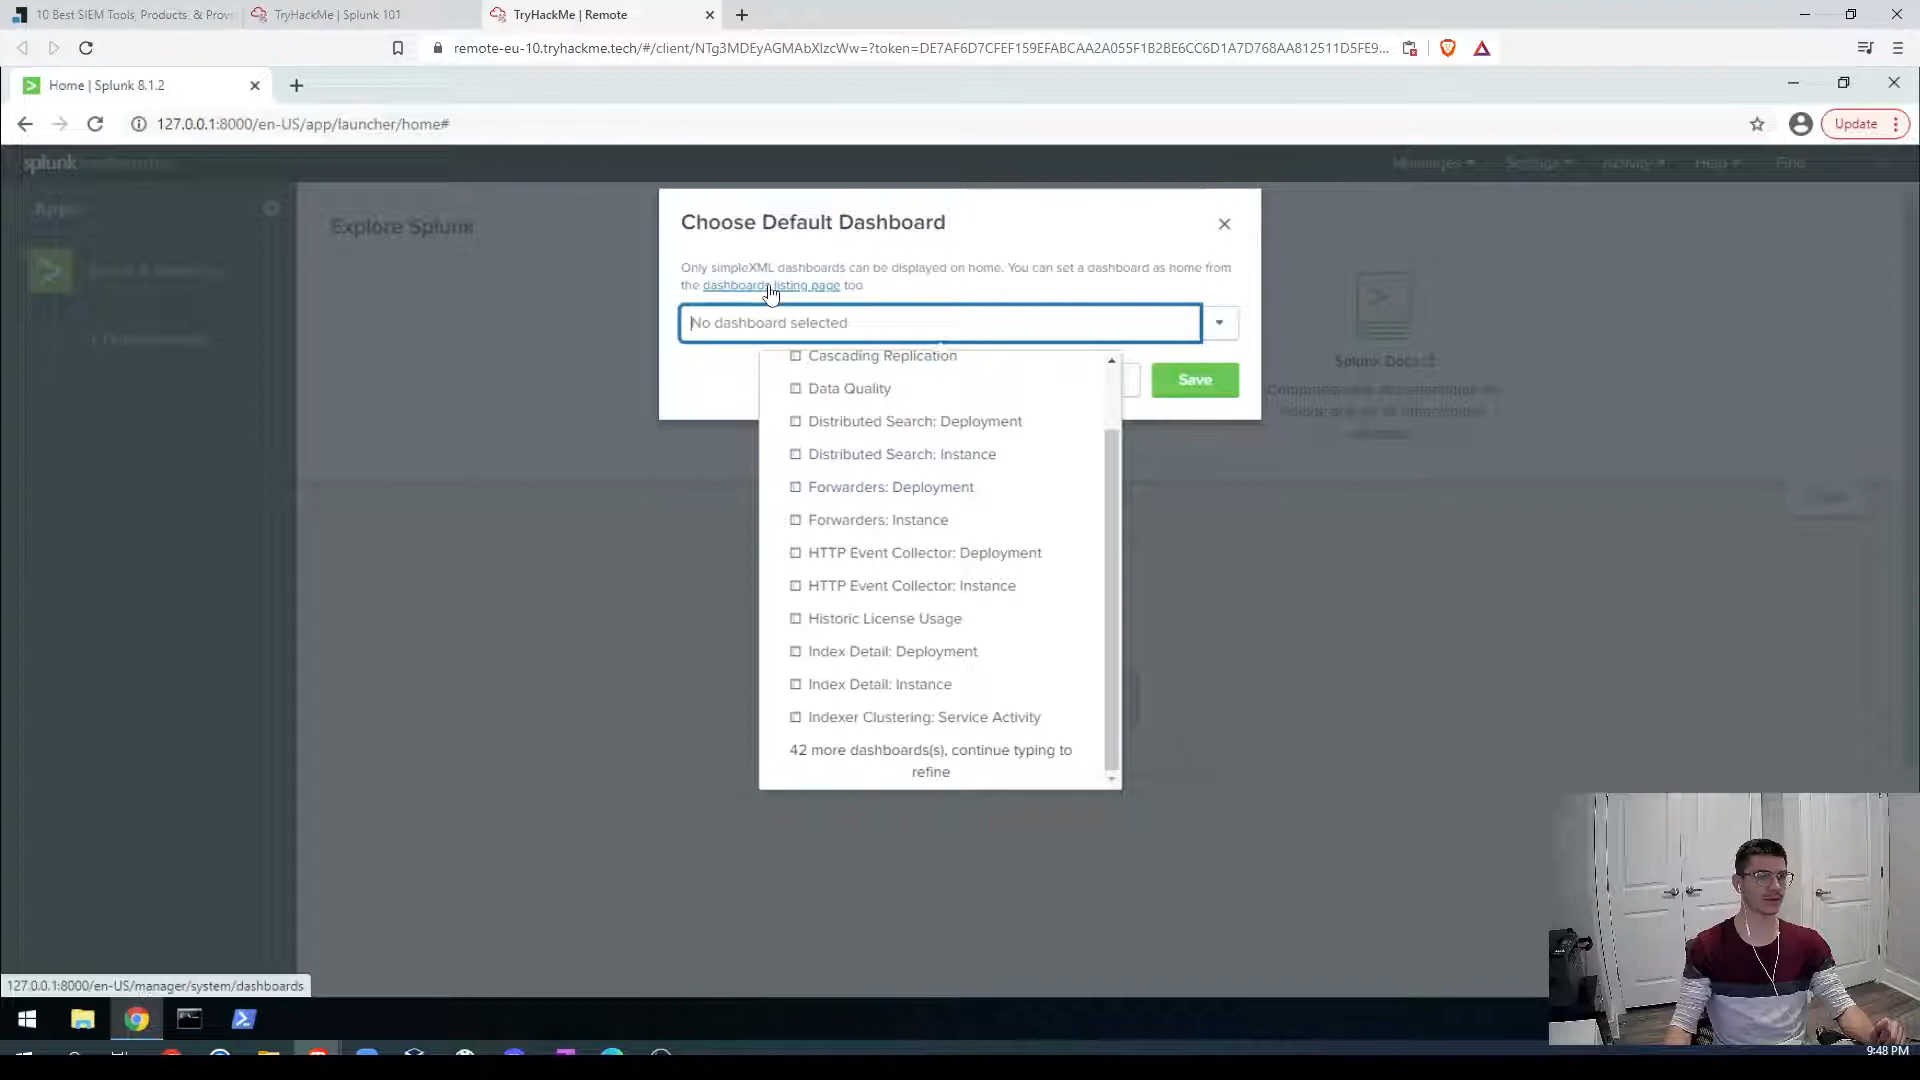 10 Best SIEM Tools, Products, & Prov
TryHackMe | Splunk 101
TryHackMe | Remote
remote-eu-10.tryhackme.tech/#/client/NTg3MDEyAGMAbXlzcWw=?token=DE7AF6D7CFEF159EFABCAA2A055F1B2BE6CC6D1A7D768AA812511D5FE9...
Home | Splunk 8.1.2
127.0.0.1:8000/en-US/app/launcher/home#
Update
splunk
Messages
Settings
Activity
Help
Find
Apps
Explore Splunk
Choose Default Dashboard
Only simpleXML dashboards can be displayed on home. You can set a dashboard as home from
the dashboards listing page too
No dashboard selected
Save
Cascading Replication
Data Quality
Distributed Search: Deployment
Distributed Search: Instance
Forwarders: Deployment
Forwarders: Instance
HTTP Event Collector: Deployment
HTTP Event Collector: Instance
Historic License Usage
Index Detail: Deployment
Index Detail: Instance
Indexer Clustering: Service Activity
42 more dashboards(s), continue typing to
refine
Splunk Docs
127.0.0.1:8000/en-US/manager/system/dashboards
9:48 PM